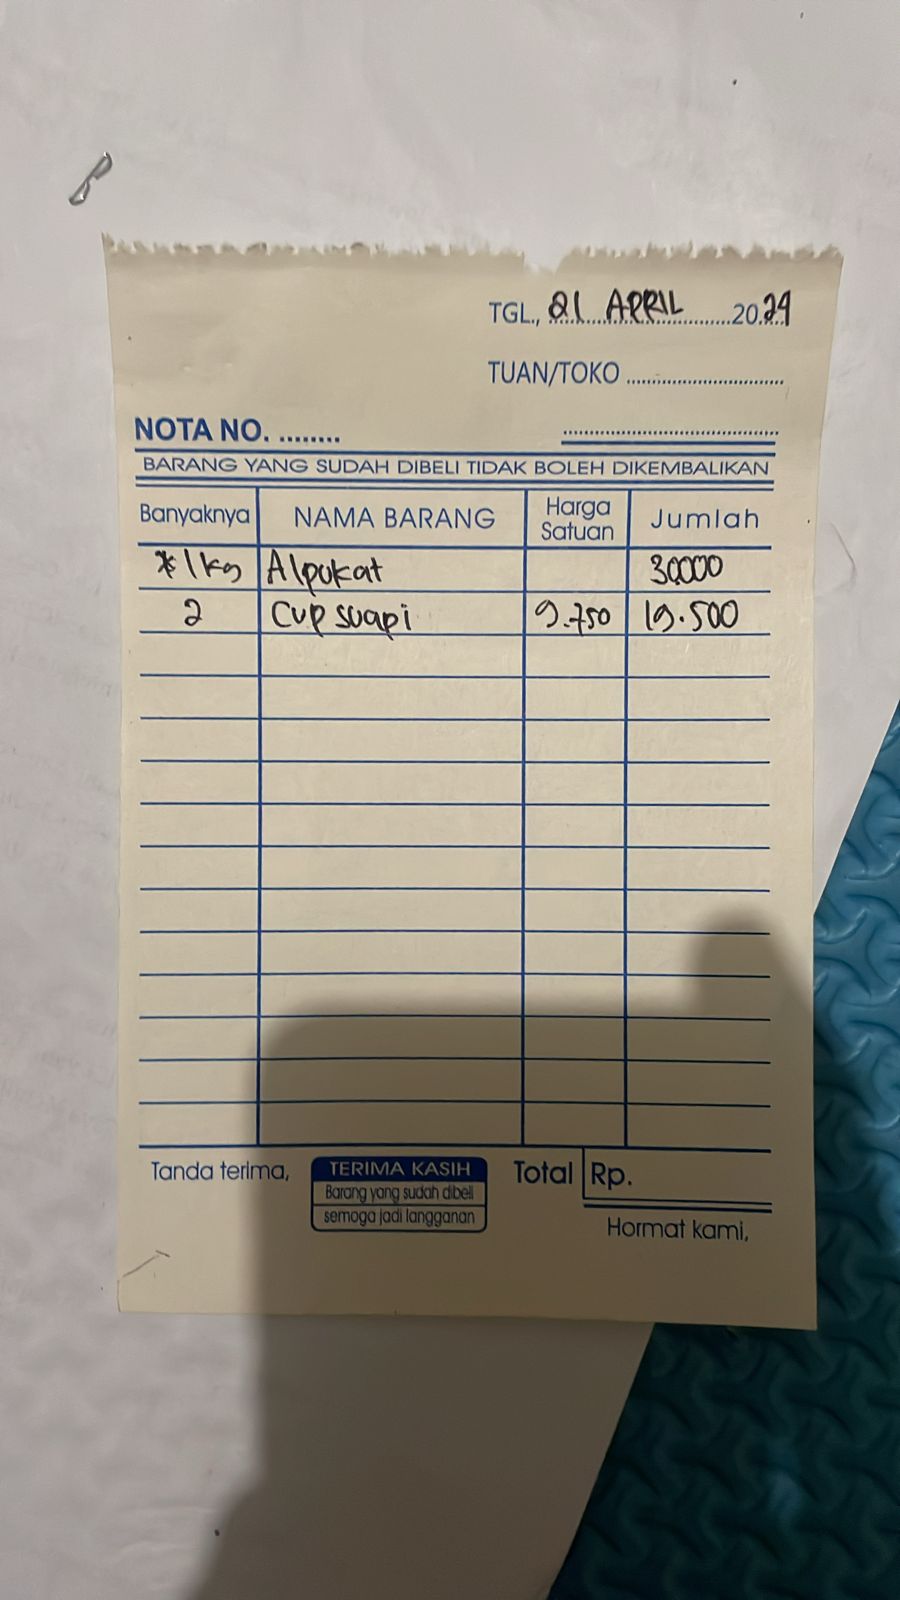 TGL., 21 APRIL 2024
TUAN/TOKO
NOTA NO.
BARANG YANG SUDAH DIBELI TIDAK BOLEH DIKEMBALIKAN
Banyaknya NAMA BARANG Harga Satuan Jumlah
1kg Alpukat 30000
2 Cup suapi 9.750 19.500
Tanda terima, TERIMA KASIH Total Rp.
Barang yang sudah dibeli
semoga jadi langganan
Hormat kami,